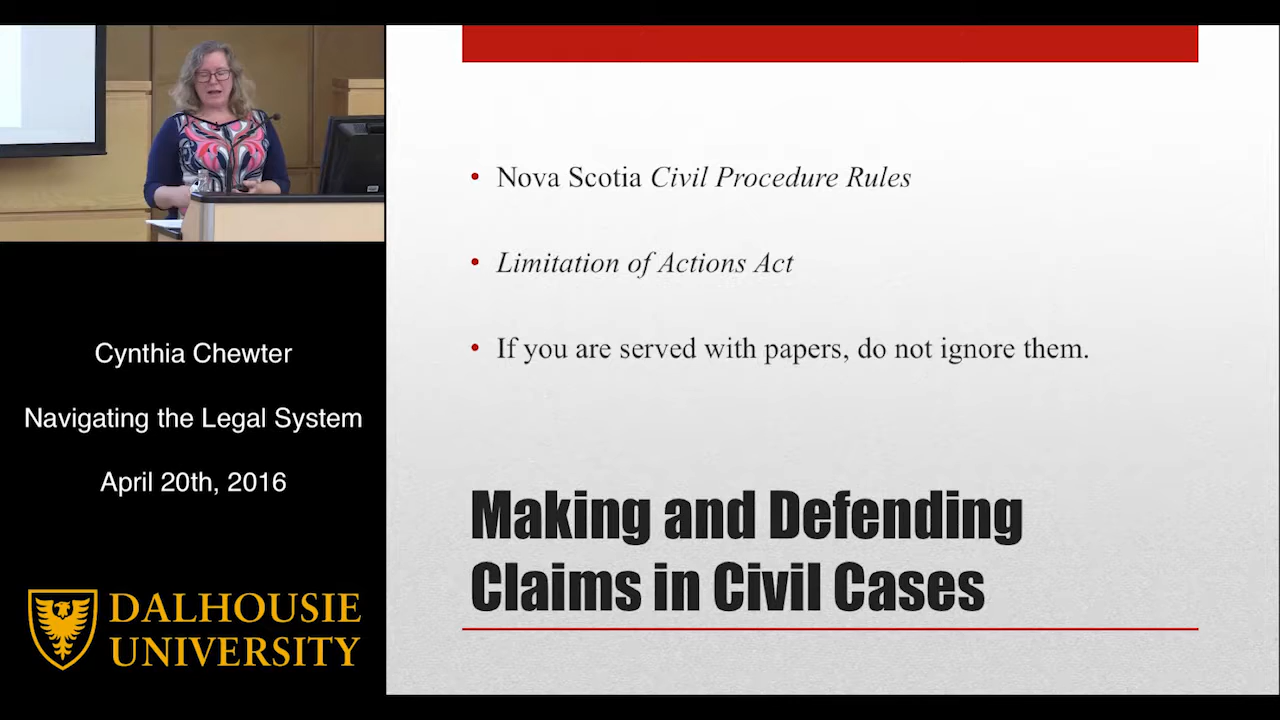 Cynthia Chewter
Navigating the Legal System
April 20th, 2016
DALHOUSIE
UNIVERSITY
• Nova Scotia Civil Procedure Rules
• Limitation of Actions Act
• If you are served with papers, do not ignore them.
Making and Defending
Claims in Civil Cases